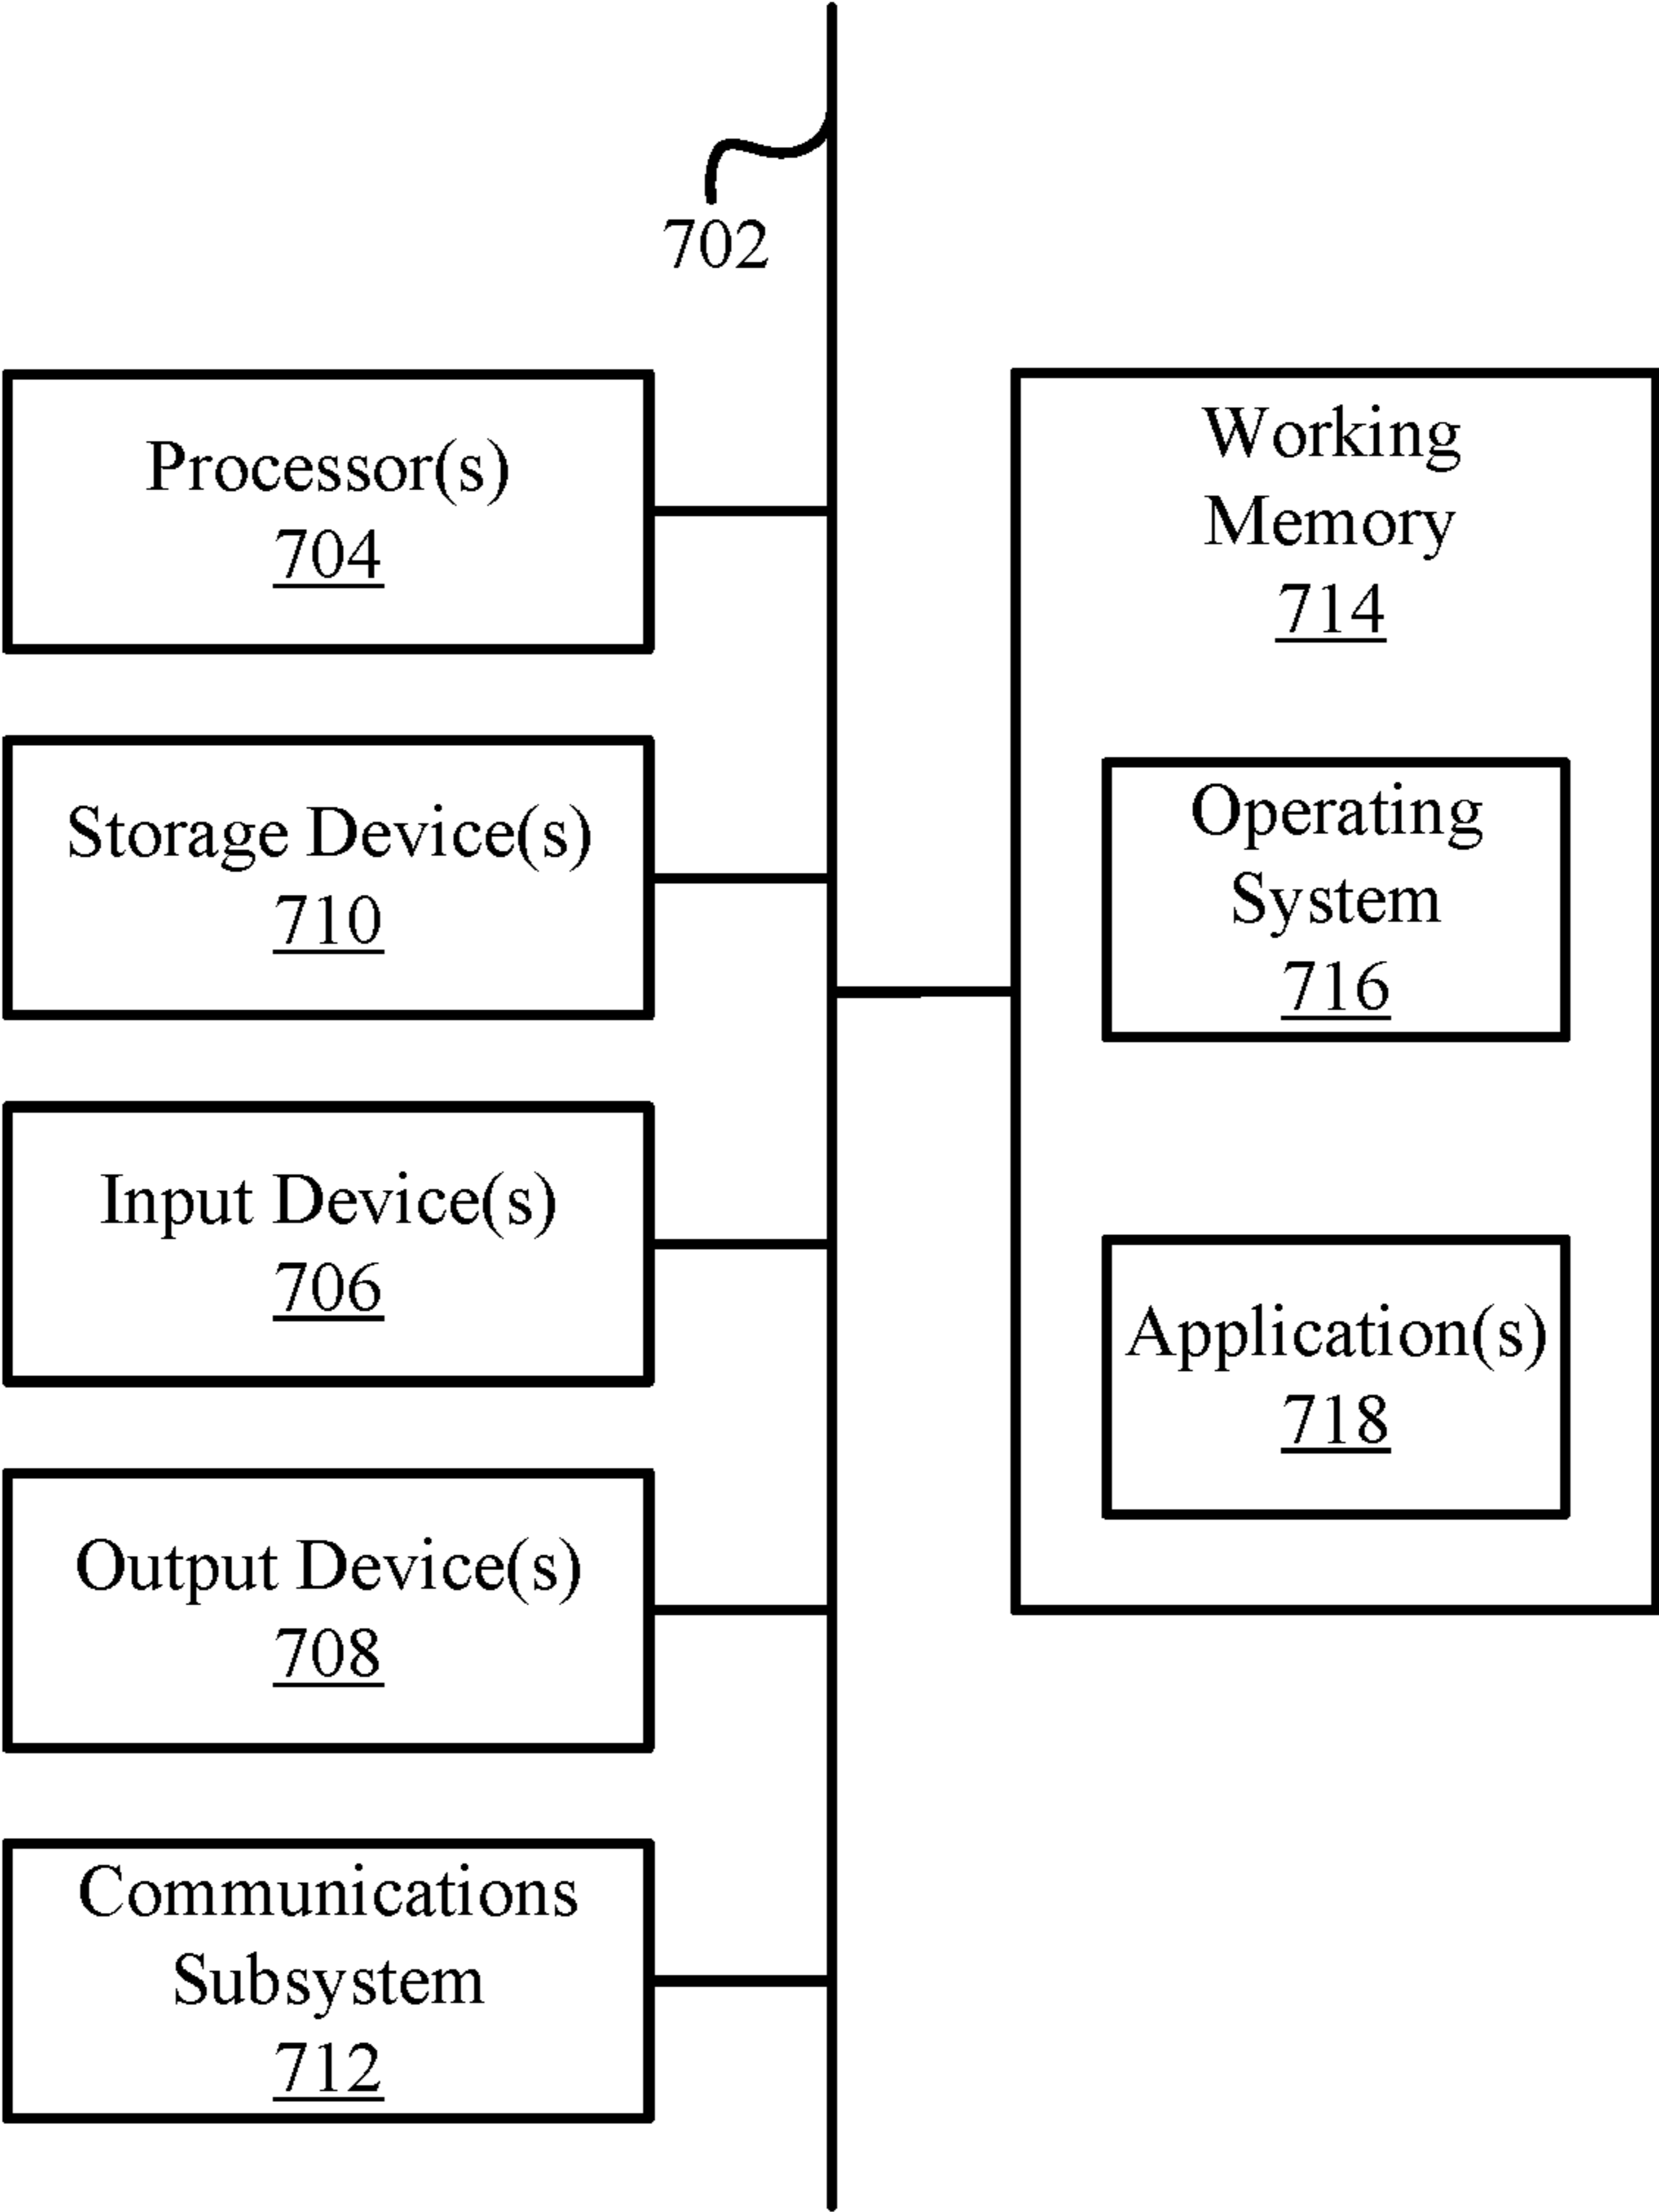 702
Processor(s)
704
Storage Device(s)
710
Input Device(s)
706
Output Device(s)
708
Communications
Subsystem
712
Working
Memory
714
Operating
System
716
Application(s)
718